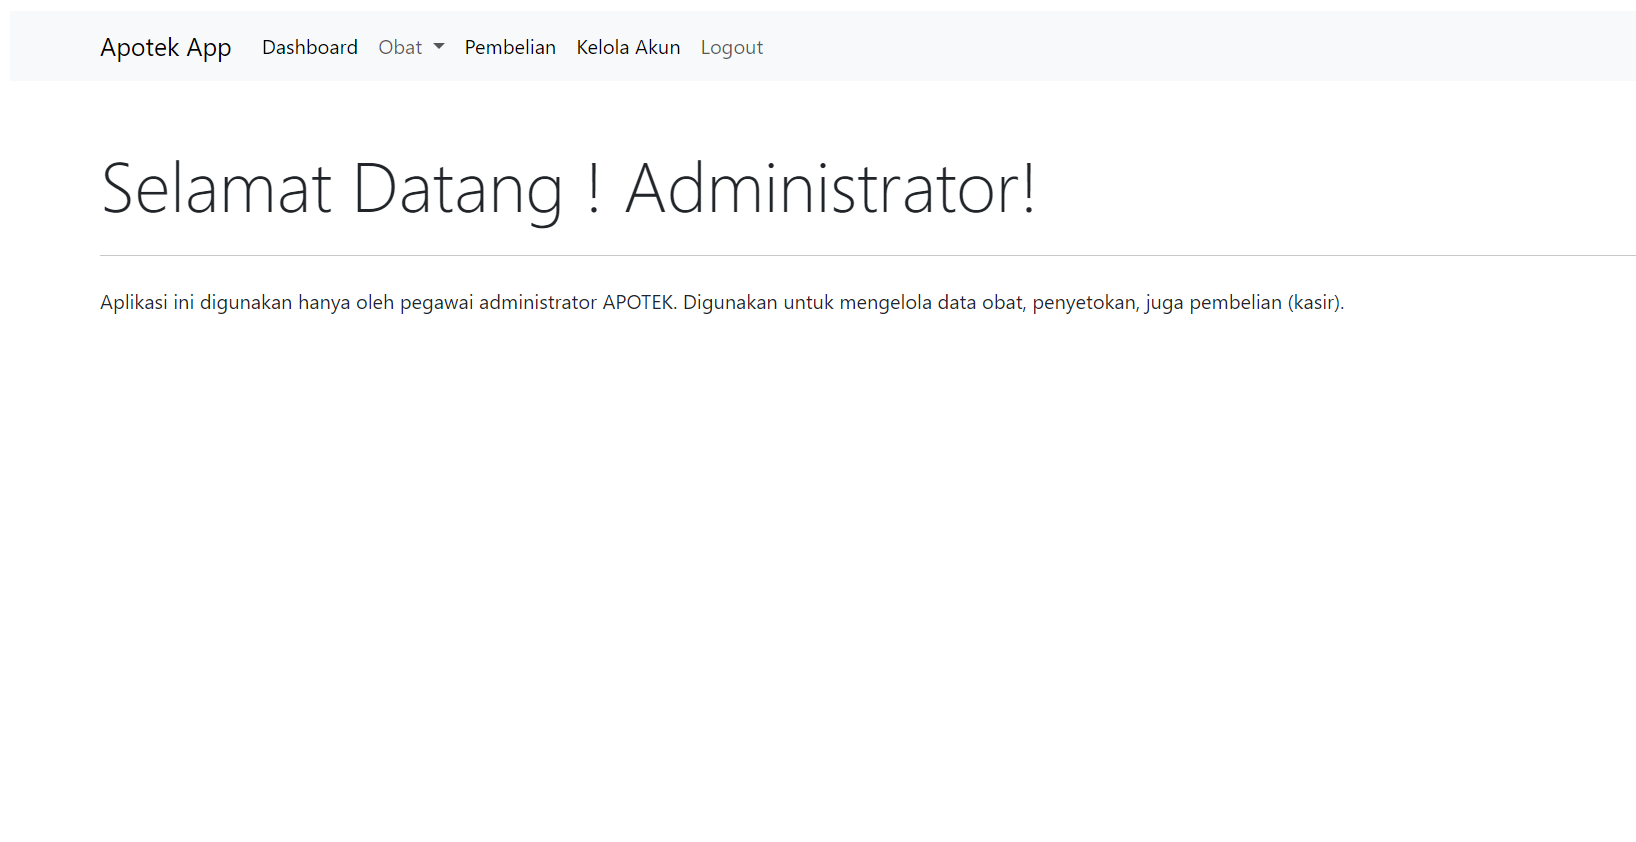 Apotek App Dashboard Obat Pembelian Kelola Akun Logout
Selamat Datang ! Administrator!
Aplikasi ini digunakan hanya oleh pegawai administrator APOTEK. Digunakan untuk mengelola data obat, penyetokan, juga pembelian (kasir).